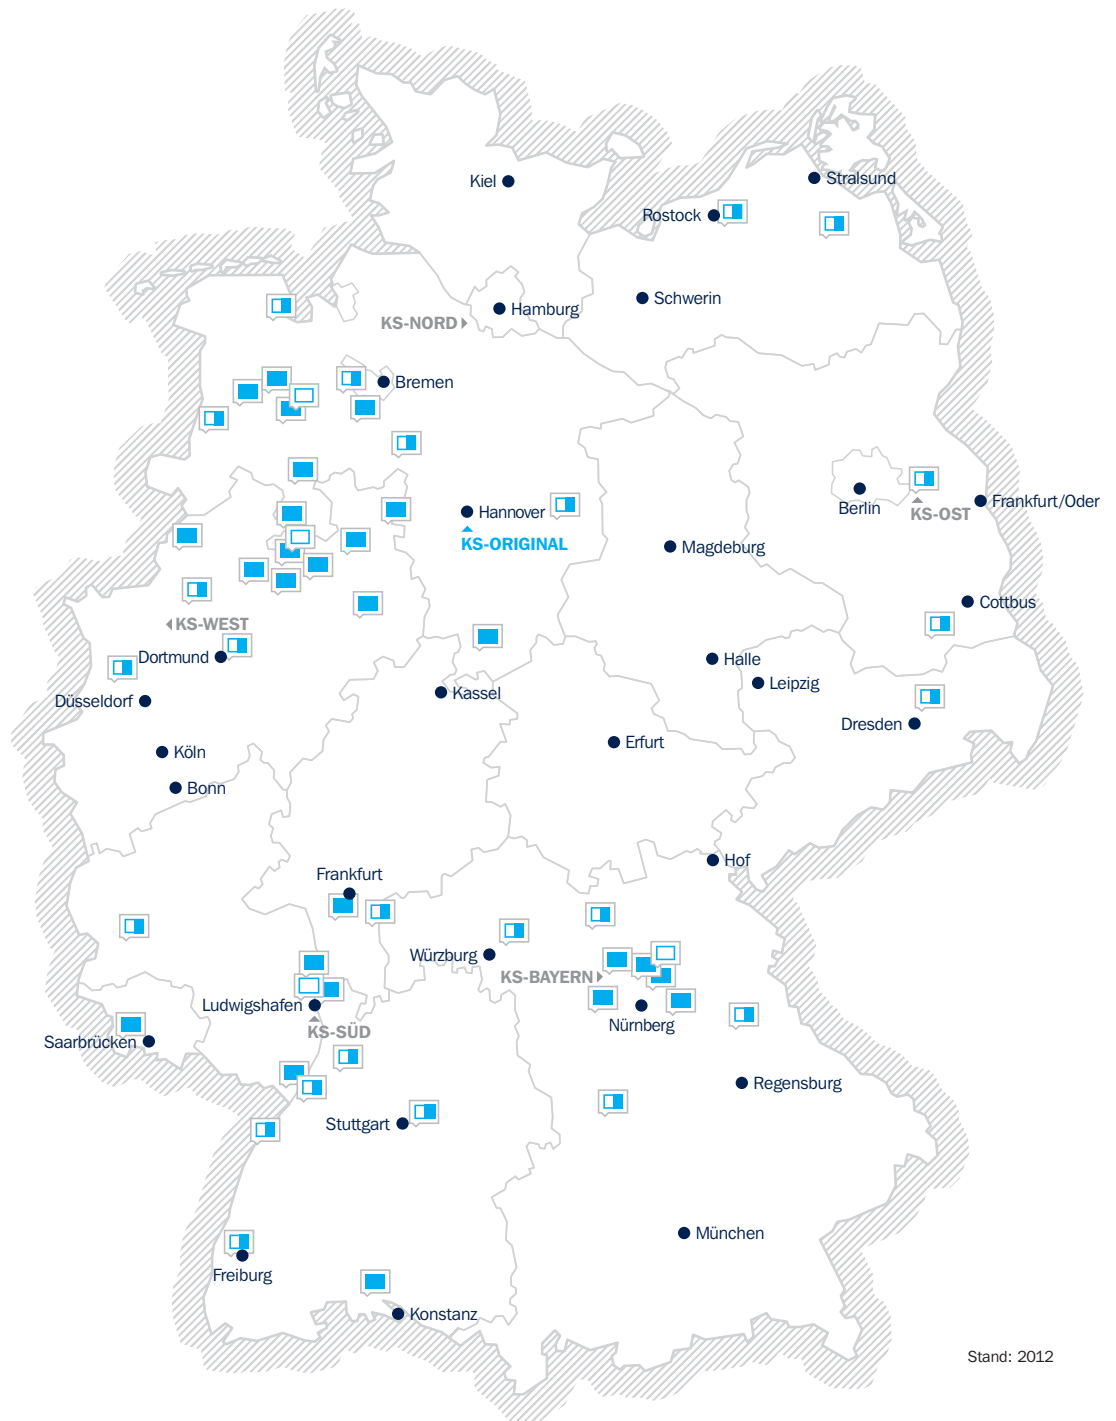 Kiel
Stralsund
Rostock
Schwerin
Hamburg
KS-NORD
Bremen
Berlin
Frankfurt/Oder
KS-OST
Hannover
KS-ORIGINAL
Magdeburg
Cottbus
KS-WEST
Dortmund
Halle
Leipzig
Düsseldorf
Kassel
Dresden
Erfurt
Köln
Bonn
Hof
Frankfurt
Würzburg
KS-BAYERN
Ludwigshafen
Nürnberg
KS-SÜD
Saarbrücken
Regensburg
Stuttgart
München
Freiburg
Konstanz
Stand: 2012